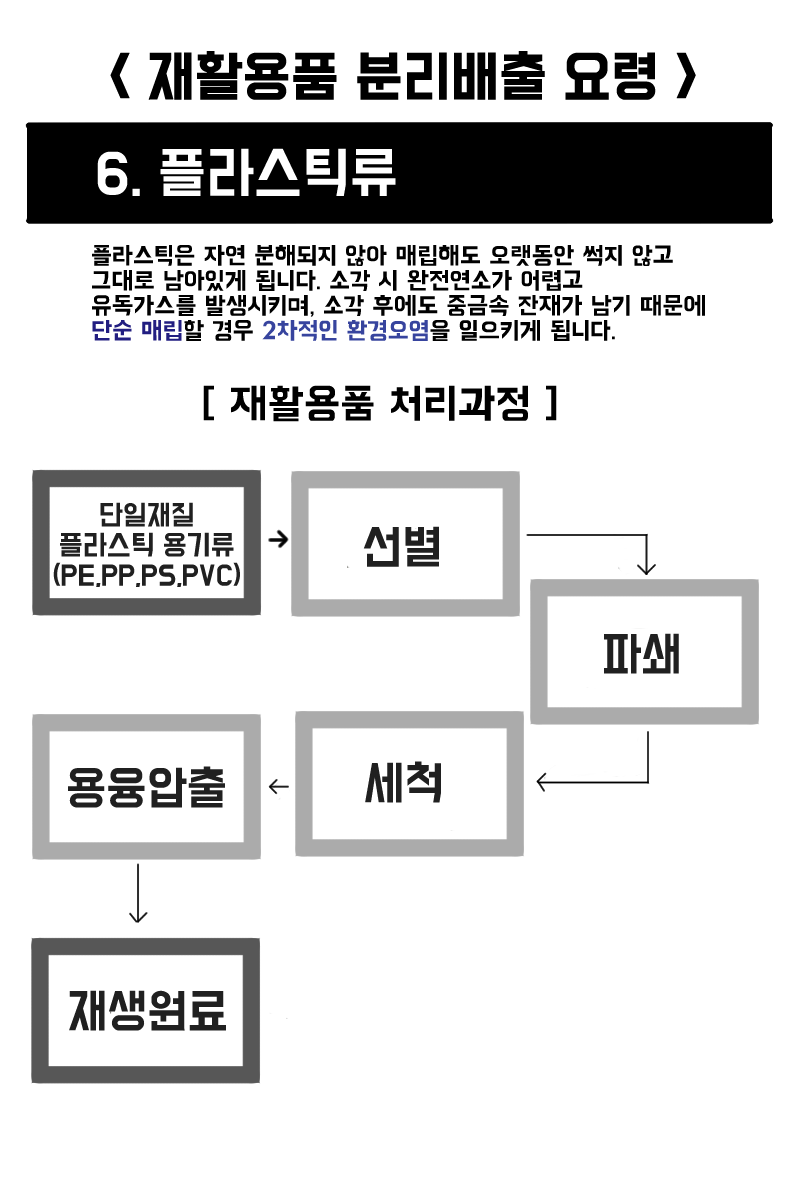 < 재활용품 분리배출 요령 >
6. 플라스틱류
플라스틱은 자연 분해되지 않아 매립해도 오랫동안 썩지 않고
그대로 남아있게 됩니다. 소각 시 완전연소가 어렵고
유독가스를 발생시키며, 소각 후에도 중금속 잔재가 남기 때문에
단순 매립할 경우 2차적인 환경오염을 일으키게 됩니다.
[ 재활용품 처리과정 ]
단일재질
플라스틱 용기류
(PE,PP,PS,PVC)
선별
파쇄
세척
용융압출
재생원료